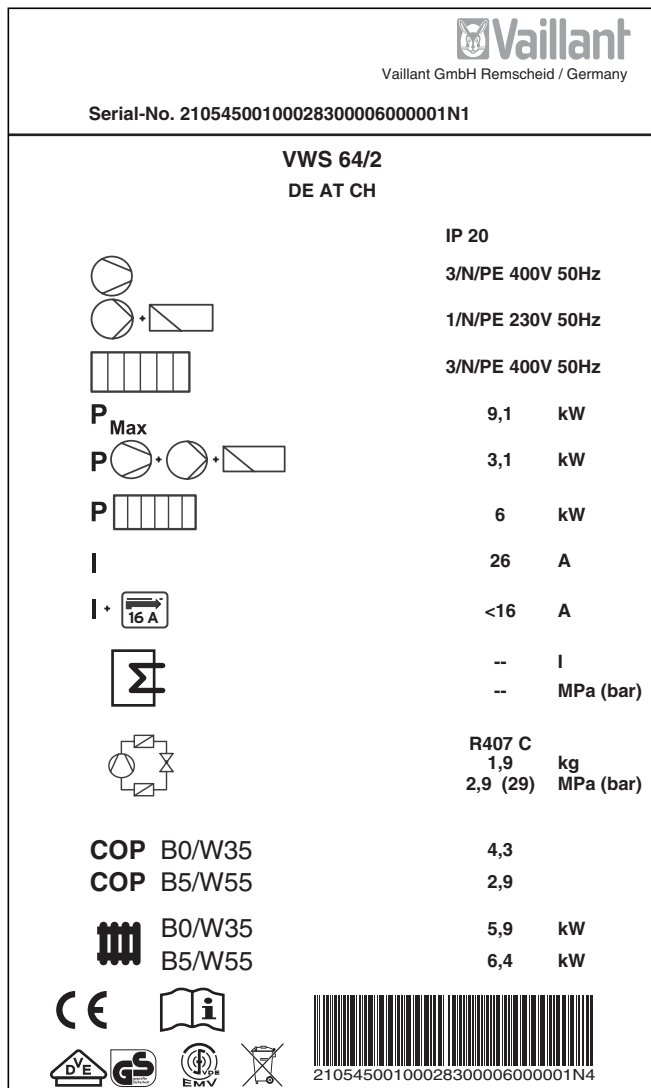 Vaillant
Vaillant GmbH Remscheid / Germany
Serial-No. 21054500100028300006000001N1
VWS 64/2
DE AT CH
IP 20
3/N/PE 400V 50Hz
+ 1/N/PE 230V 50Hz
3/N/PE 400V 50Hz
P Max 9,1 kW
P + + 3,1 kW
P 6 kW
I 26 A
I + 16 A <16 A
Σ -- l
-- MPa (bar)
R407 C
1,9 kg
2,9 (29) MPa (bar)
COP B0/W35 4,3
COP B5/W55 2,9
B0/W35 5,9 kW
B5/W55 6,4 kW
CE i
DVE GS VDE
EMV
21054500100028300006000001N4